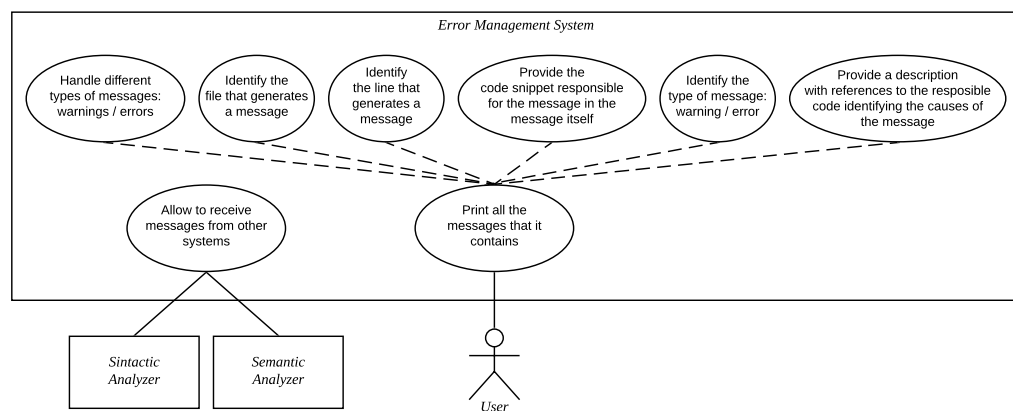 Error Management System
Handle different
types of messages:
warnings / errors
Identify the
file that generates
a message
Identify
the line that
generates a
message
Provide the
code snippet responsible
for the message in the
message itself
Identify the
type of message:
warning / error
Provide a description
with references to the resposible
code identifying the causes of
the message
Allow to receive
messages from other
systems
Print all the
messages that it
contains
Sintactic
Analyzer
Semantic
Analyzer
User